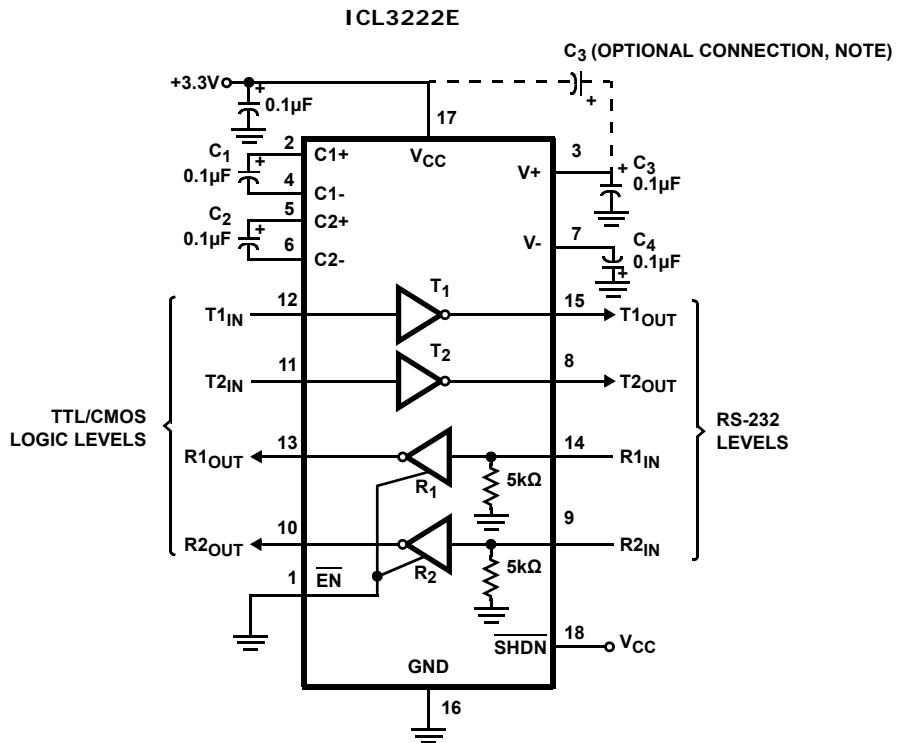 ICL3222E
C3 (OPTIONAL CONNECTION, NOTE)
+3.3V
+
0.1µF
+
17
2
C1+
VCC
3
C1
0.1µF
+
V+
+
C3
0.1µF
4
C1-
5
C2+
C2
0.1µF
+
7
V-
6
C2-
C4
0.1µF
+
T1IN
12
T1
15
T1OUT
T2IN
11
T2
8
T2OUT
TTL/CMOS
LOGIC LEVELS
RS-232
LEVELS
R1OUT
13
R1
14
R1IN
5kΩ
R2OUT
10
R2
9
R2IN
5kΩ
1
EN
SHDN
18
VCC
GND
16